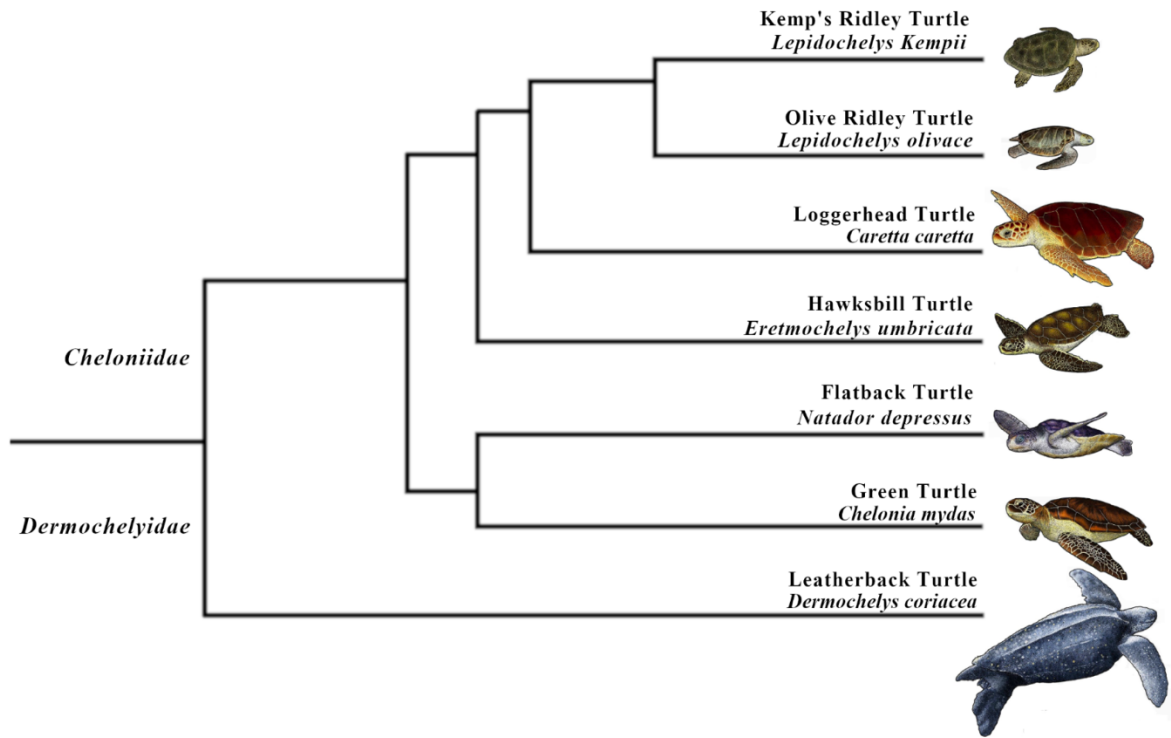 Kemp's Ridley Turtle
Lepidochelys Kempii
Olive Ridley Turtle
Lepidochelys olivace
Loggerhead Turtle
Caretta caretta
Hawksbill Turtle
Eretmochelys umbricata
Cheloniidae
Flatback Turtle
Natador depressus
Green Turtle
Chelonia mydas
Dermochelyidae
Leatherback Turtle
Dermochelys coriacea